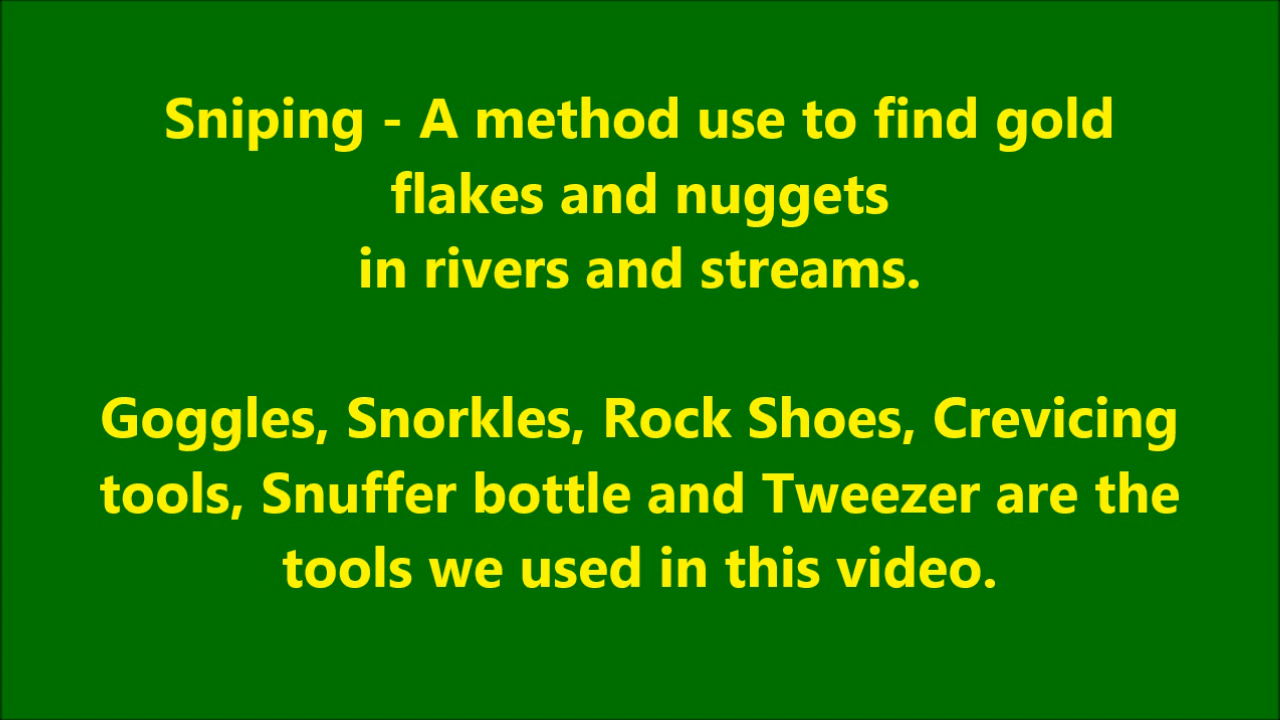 Sniping - A method use to find gold
flakes and nuggets
in rivers and streams.
Goggles, Snorkles, Rock Shoes, Crevicing
tools, Snuffer bottle and Tweezer are the
tools we used in this video.